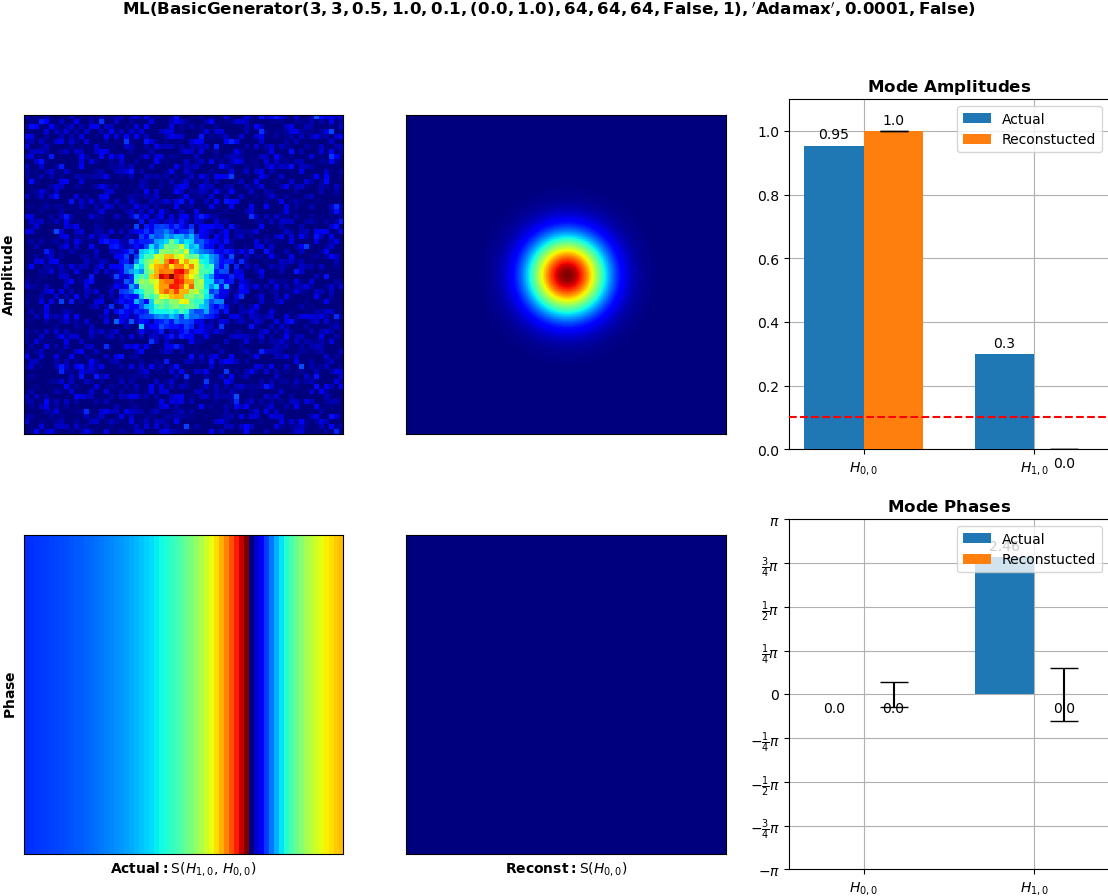 ML(BasicGenerator(3, 3, 0.5, 1.0, 0.1, (0.0, 1.0), 64, 64, 64, False, 1), ′Adamax′, 0.0001, False)
Amplitude
Mode Amplitudes
Actual
Reconstucted
0.95
1.0
0.3
0.0
1.0
0.8
0.6
0.4
0.2
0.0
H0, 0
H1, 0
Phase
Actual: S(H1, 0, H0, 0)
Reconst: S(H0, 0)
Mode Phases
Actual
Reconstucted
2.46
0.0
0.0
0.0
π
3/4π
1/2π
1/4π
0
−1/4π
−1/2π
−3/4π
−π
H0, 0
H1, 0